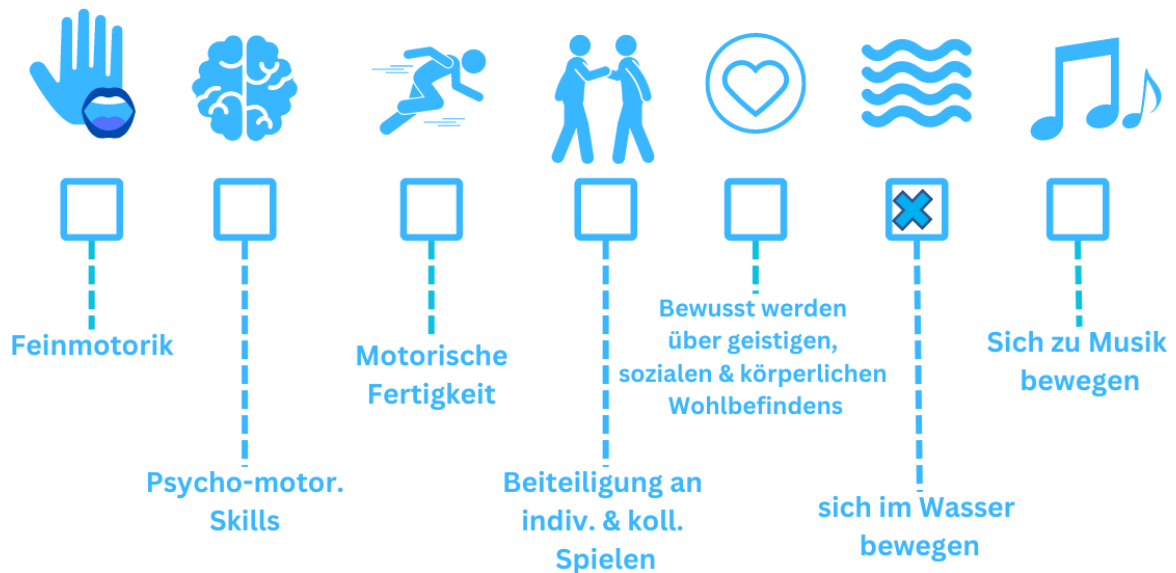 Feinmotorik
Psycho-motor.
Skills
Motorische
Fertigkeit
Beiteiligung an
indiv. & koll.
Spielen
Bewusst werden
über geistigen,
sozialen & körperlichen
Wohlbefindens
sich im Wasser
bewegen
Sich zu Musik
bewegen